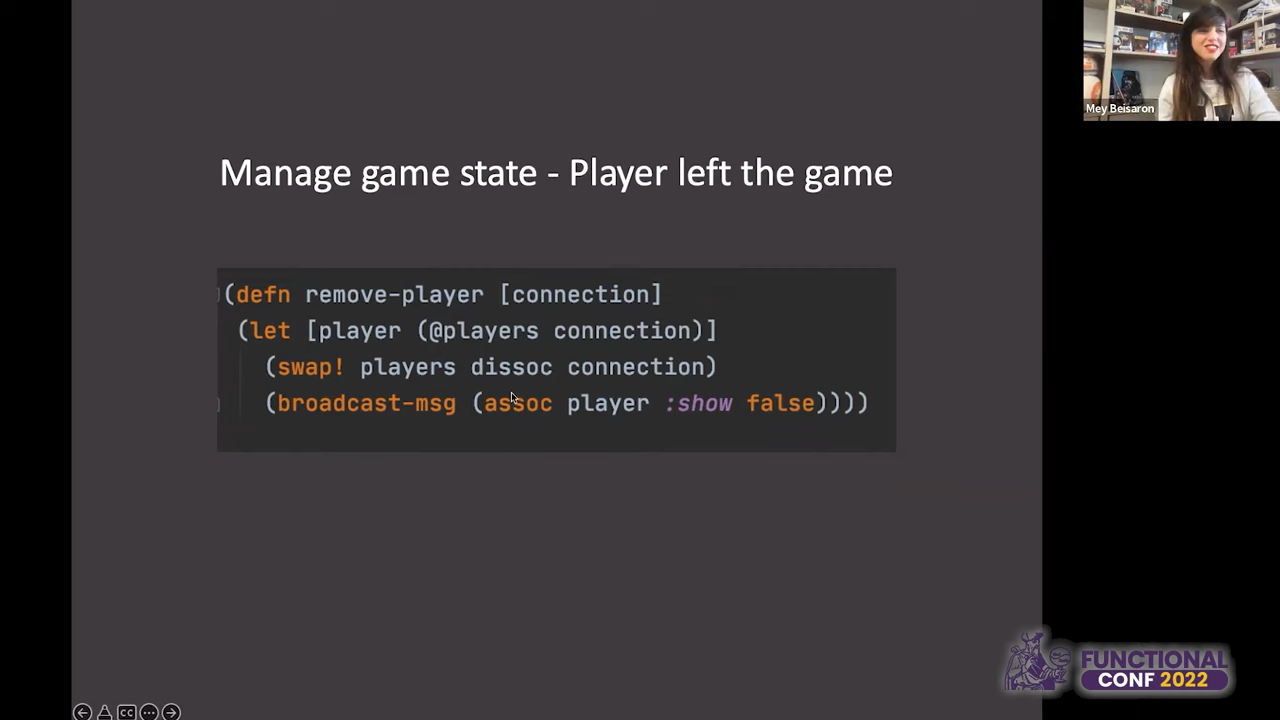 Mey Beisaron
Manage game state - Player left the game
(defn remove-player [connection]
(let [player (@players connection)]
(swap! players dissoc connection)
(broadcast-msg (assoc player :show false))))
FUNCTIONAL
CONF 2022
CC